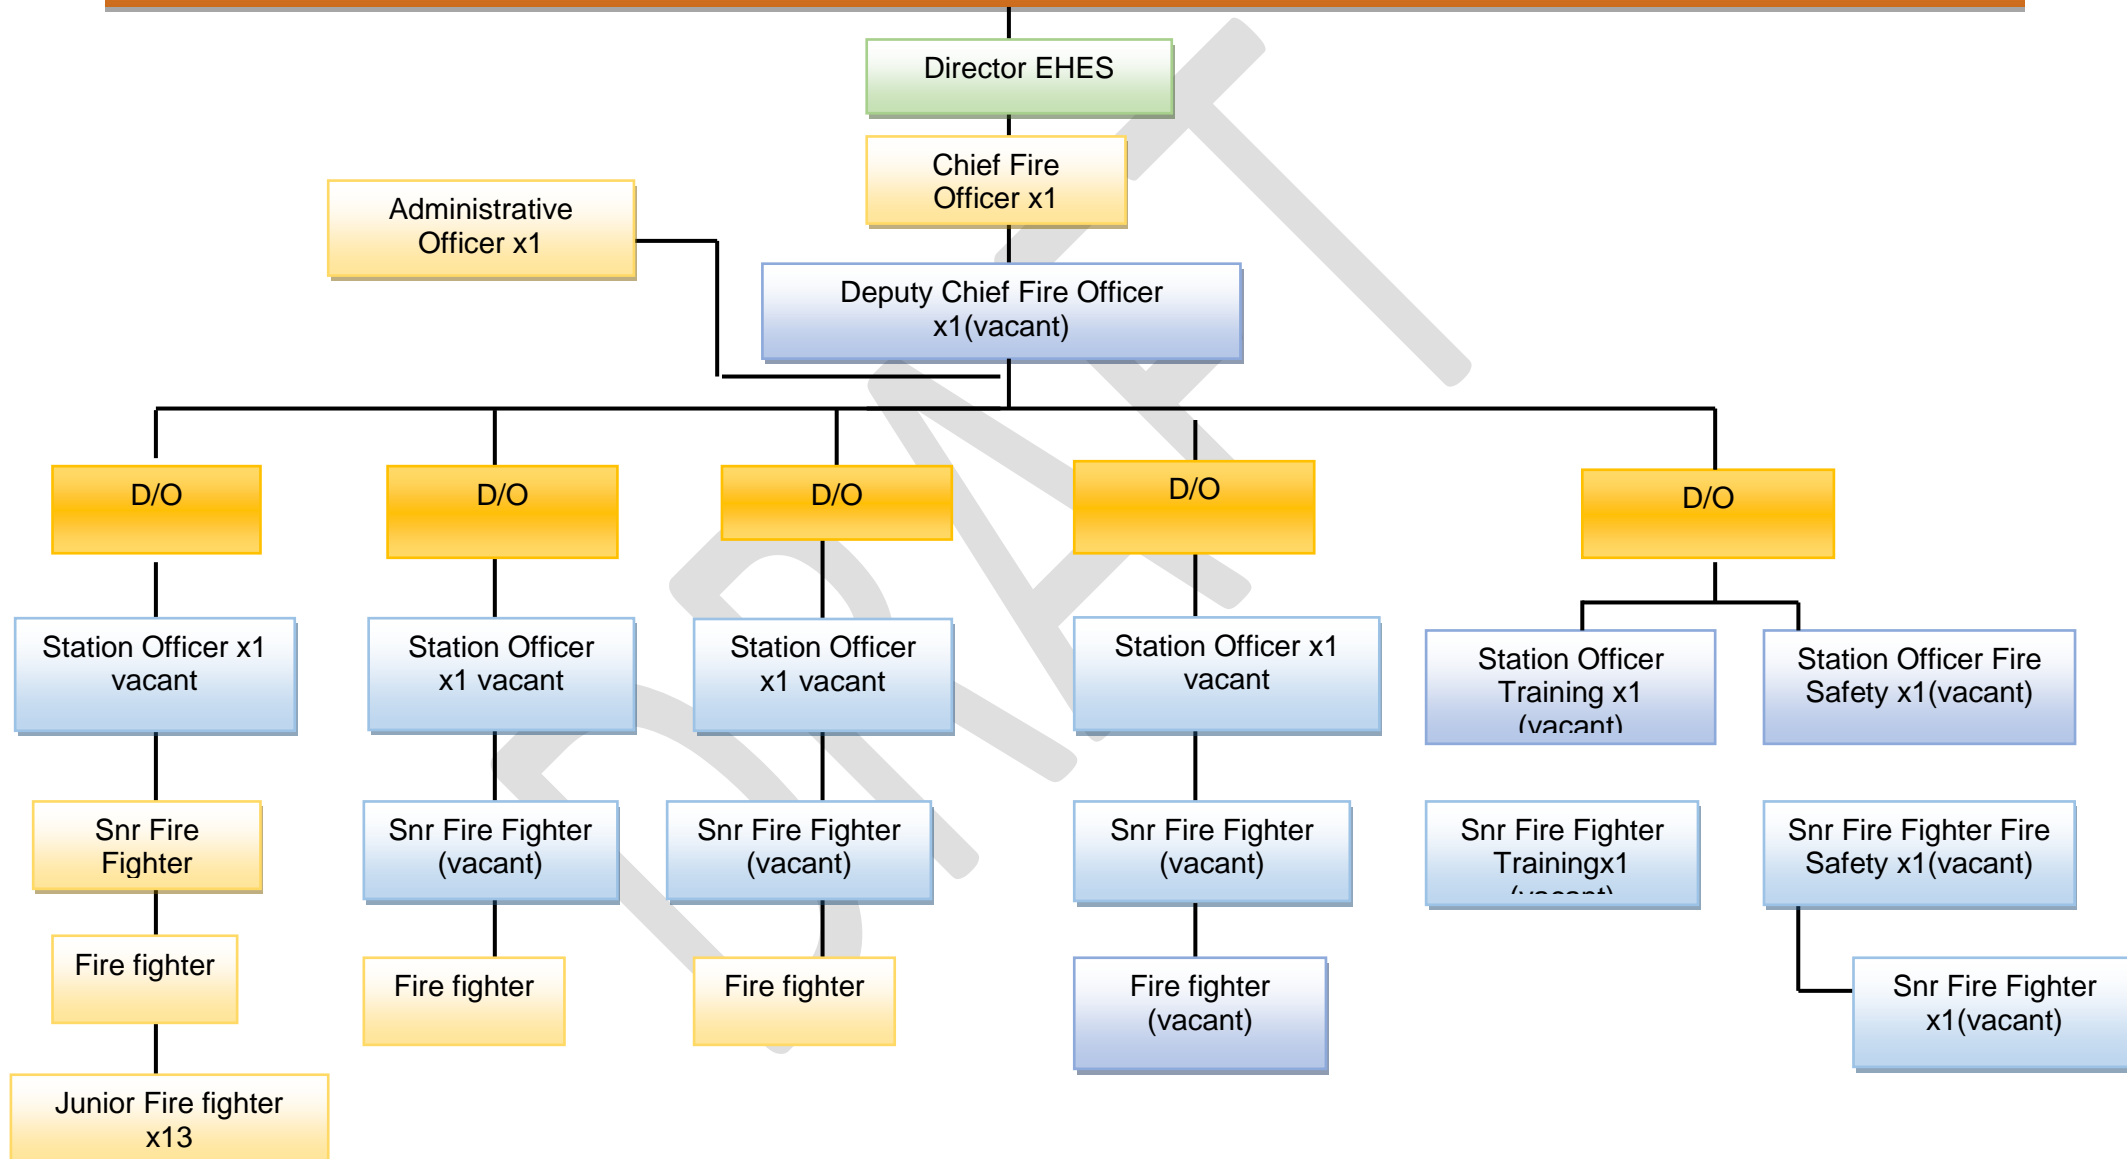 Director EHES
Chief Fire
Officer x1
Administrative
Officer x1
Deputy Chief Fire Officer
x1(vacant)
D/O
D/O
D/O
D/O
D/O
Station Officer x1
vacant
Station Officer
x1 vacant
Station Officer
x1 vacant
Station Officer x1
vacant
Station Officer
Training x1
(vacant)
Station Officer Fire
Safety x1(vacant)
Snr Fire
Fighter
Snr Fire Fighter
(vacant)
Snr Fire Fighter
(vacant)
Snr Fire Fighter
(vacant)
Snr Fire Fighter
Trainingx1
(vacant)
Snr Fire Fighter Fire
Safety x1(vacant)
Fire fighter
Fire fighter
Fire fighter
Fire fighter
(vacant)
Snr Fire Fighter
x1(vacant)
Junior Fire fighter
x13
DRAFT